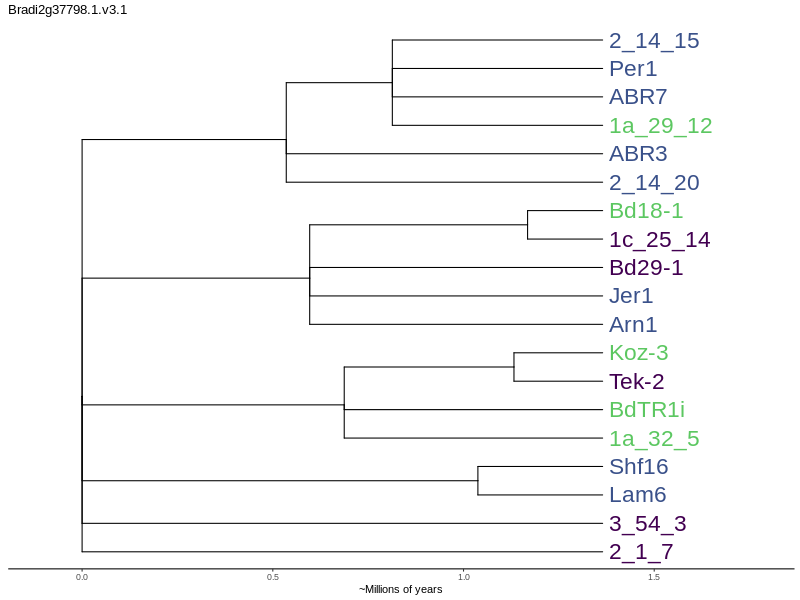 Bradi2g37798.1.v3.1
2_14_15
Per1
ABR7
1a_29_12
ABR3
2_14_20
Bd18-1
1c_25_14
Bd29-1
Jer1
Arn1
Koz-3
Tek-2
BdTR1i
1a_32_5
Shf16
Lam6
3_54_3
2_1_7
0.0 0.5 1.0 1.5
~Millions of years